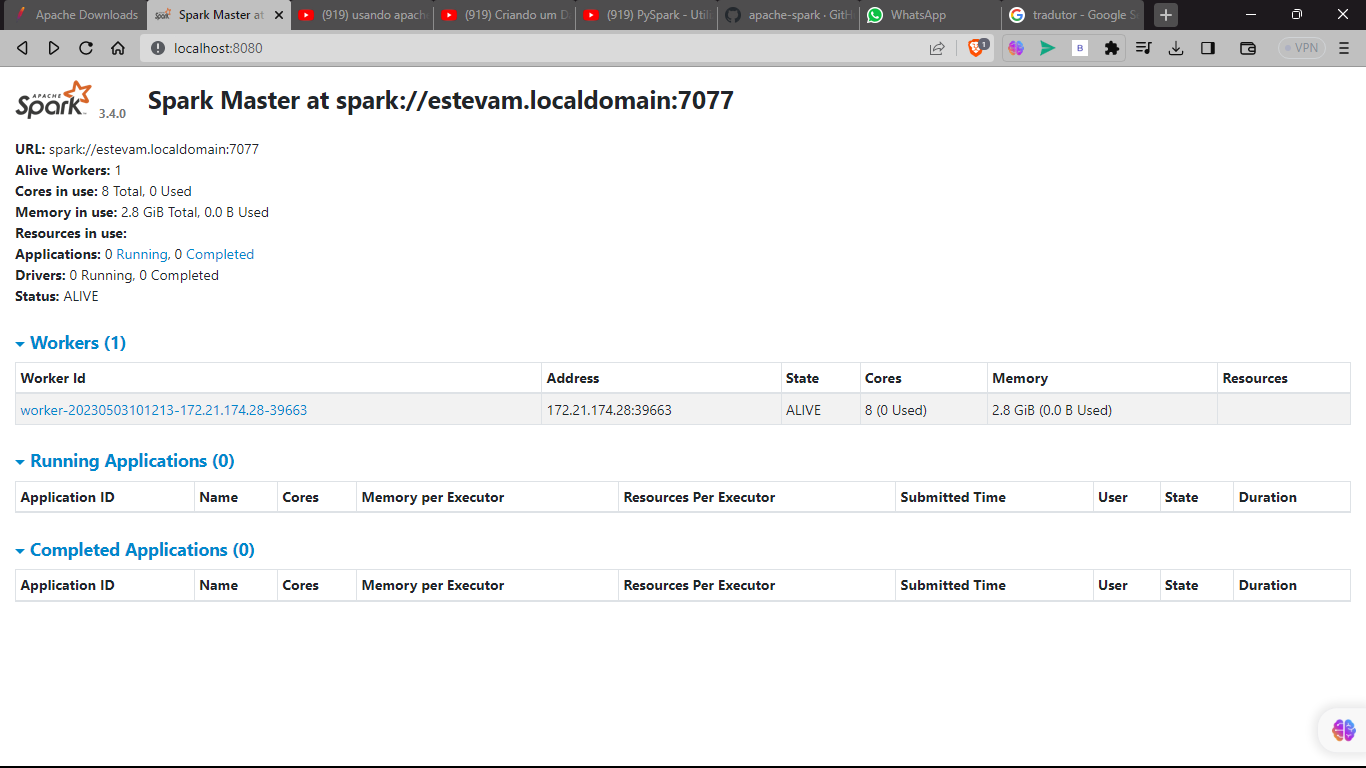 Apache Downloads
Spark Master at
(919) usando apach
(919) Criando um D
(919) PySpark - Util
apache-spark · GitH
WhatsApp
tradutor - Google Se
localhost:8080
1
B
VPN
APACHE
Spark
3.4.0
Spark Master at spark://estevam.localdomain:7077
URL: spark://estevam.localdomain:7077
Alive Workers: 1
Cores in use: 8 Total, 0 Used
Memory in use: 2.8 GiB Total, 0.0 B Used
Resources in use:
Applications: 0 Running, 0 Completed
Drivers: 0 Running, 0 Completed
Status: ALIVE
Workers (1)
Worker Id Address State Cores Memory Resources
worker-20230503101213-172.21.174.28-39663 172.21.174.28:39663 ALIVE 8 (0 Used) 2.8 GiB (0.0 B Used)
Running Applications (0)
Application ID Name Cores Memory per Executor Resources Per Executor Submitted Time User State Duration
Completed Applications (0)
Application ID Name Cores Memory per Executor Resources Per Executor Submitted Time User State Duration